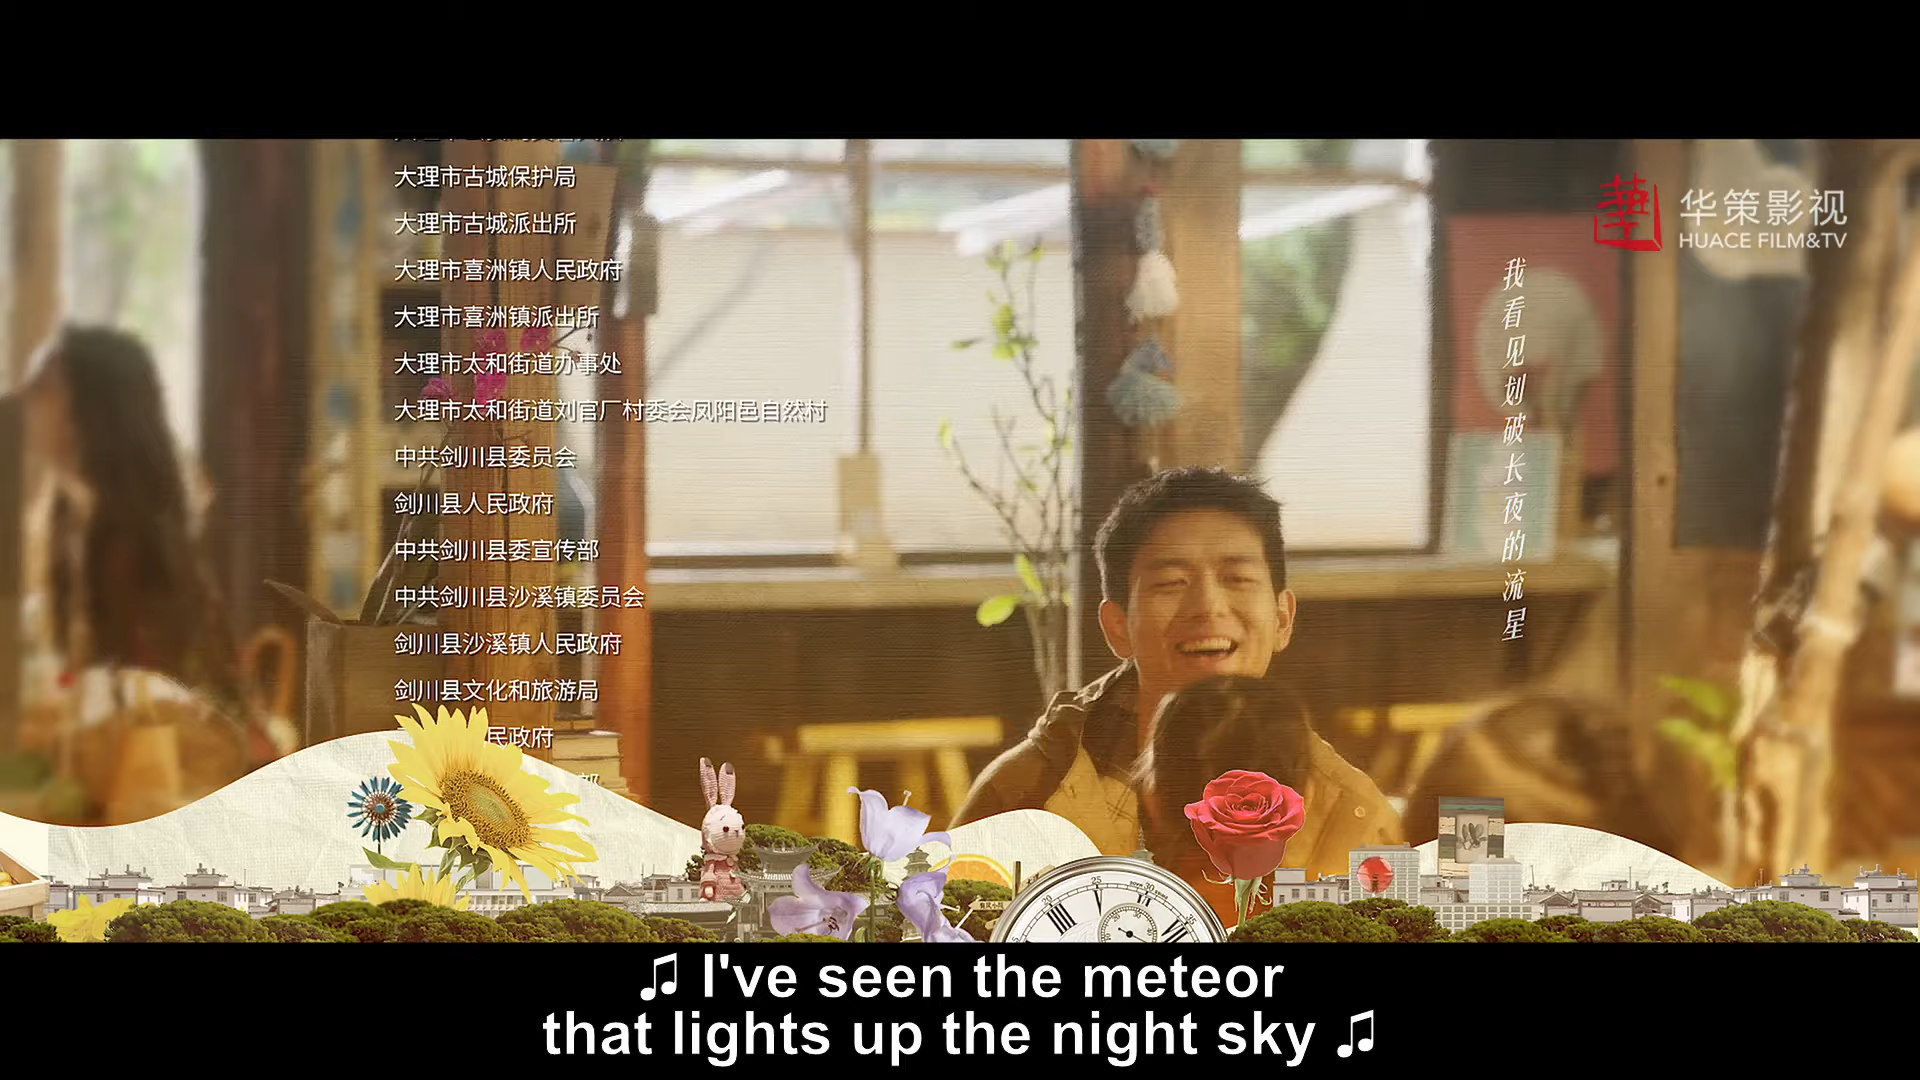 大理市古城保护局
大理市古城派出所
大理市喜洲镇人民政府
大理市喜洲镇派出所
大理市太和街道办事处
大理市太和街道刘官厂村委会凤阳邑自然村
中共剑川县委员会
剑川县人民政府
中共剑川县委宣传部
中共剑川县沙溪镇委员会
剑川县沙溪镇人民政府
剑川县文化和旅游局
民政府
部
华策影视
HUACE FILM&TV
我看见划破长夜的流星
♫ I've seen the meteor
that lights up the night sky ♫